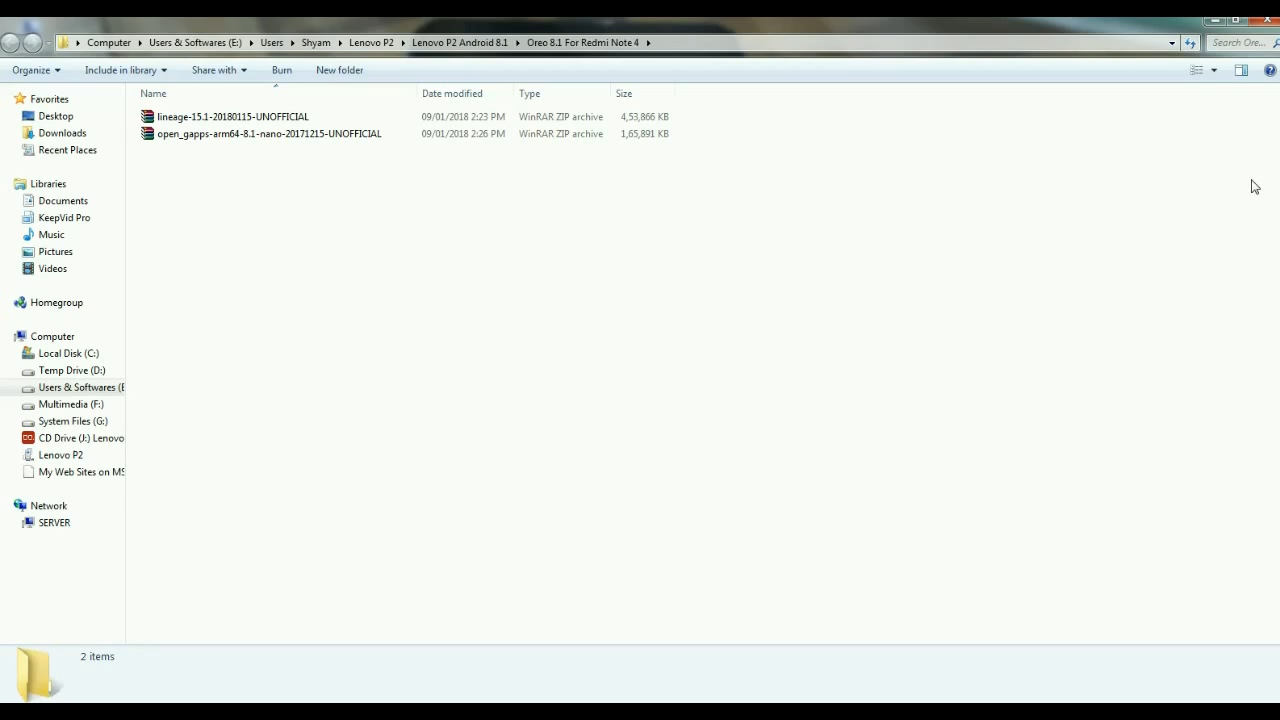 Computer Users & Softwares (E:) Users Shyam Lenovo P2 Lenovo P2 Android 8.1 Oreo 8.1 For Redmi Note 4 Search Ore...
Organize Include in library Share with Burn New folder
Name Date modified Type Size
lineage-15.1-20180115-UNOFFICIAL 09/01/2018 2:23 PM WinRAR ZIP archive 4,53,866 KB
open_gapps-arm64-8.1-nano-20171215-UNOFFICIAL 09/01/2018 2:26 PM WinRAR ZIP archive 1,65,891 KB
Favorites
Desktop
Downloads
Recent Places
Libraries
Documents
KeepVid Pro
Music
Pictures
Videos
Homegroup
Computer
Local Disk (C:)
Temp Drive (D:)
Users & Softwares (E
Multimedia (F:)
System Files (G:)
CD Drive (J:) Lenovo
Lenovo P2
My Web Sites on MS
Network
SERVER
2 items